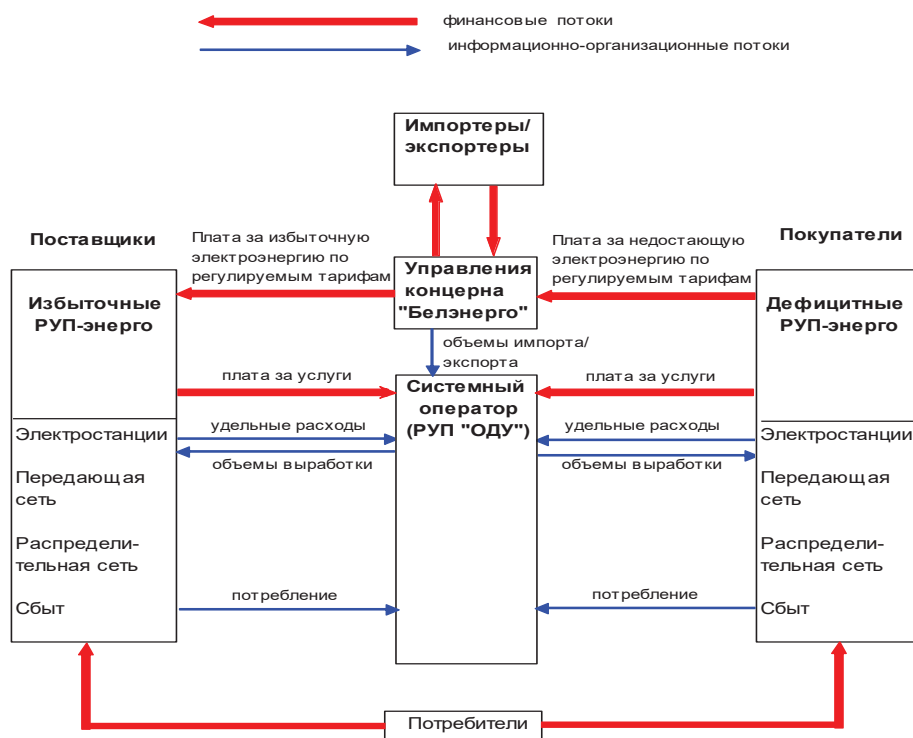 финансовые потоки
информационно-организационные потоки
Импортеры/
экспортеры
Поставщики
Плата за избыточную
электроэнергию по
регулируемым тарифам
Плата за недостающую
электроэнергию по
регулируемым тарифам
Покупатели
Избыточные
РУП-энерго
Управления
концерна
"Белэнерго"
Дефицитные
РУП-энерго
объемы импорта/
экспорта
плата за услуги
Системный
оператор
(РУП "ОДУ")
плата за услуги
Электростанции
удельные расходы
удельные расходы
Электростанции
объемы выработки
объемы выработки
Передающая
сеть
Передающая
сеть
Распредели-
тельная сеть
Распредели-
тельная сеть
Сбыт
потребление
потребление
Сбыт
Потребители